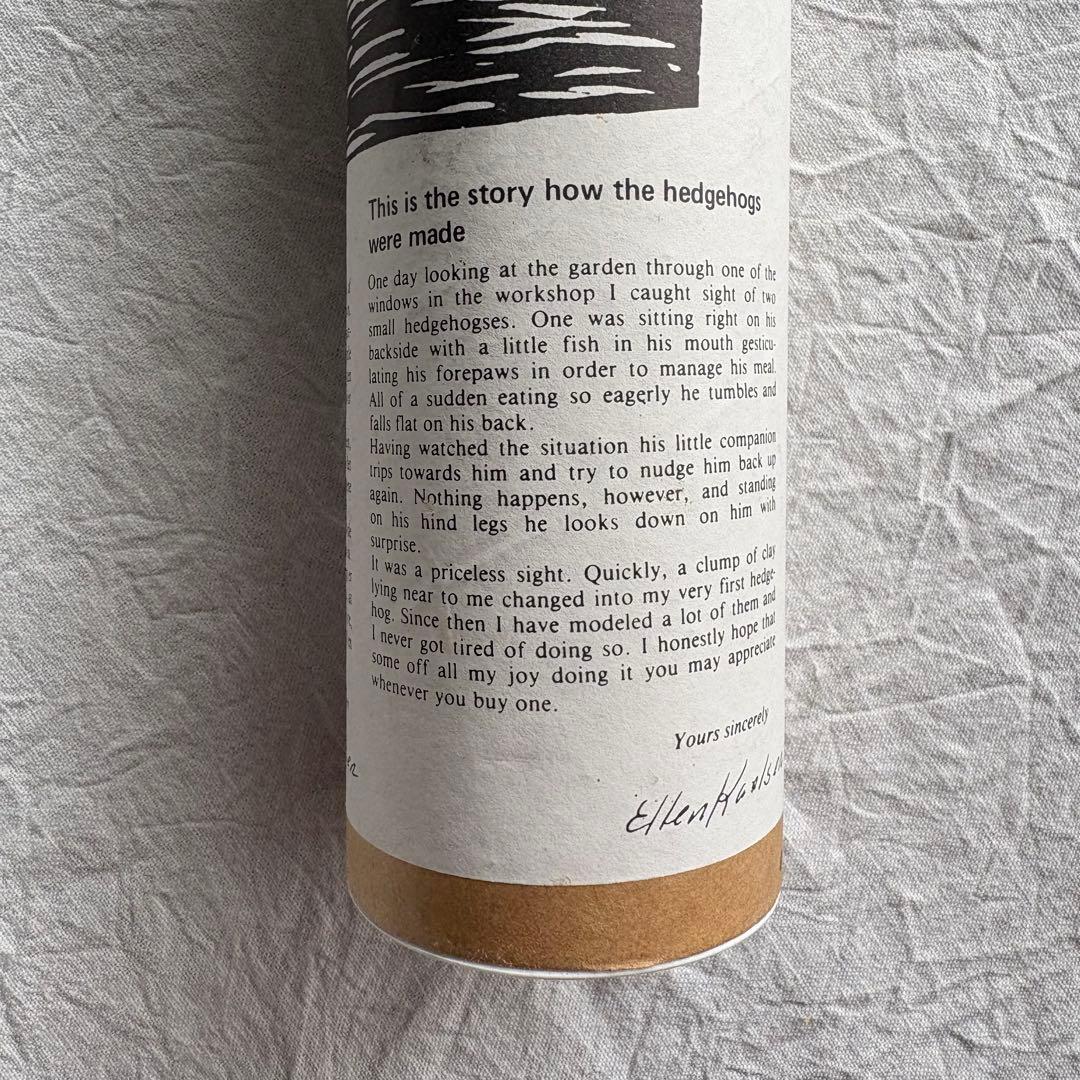 This is the story how the hedgehogs
were made
One day looking at the garden through one of the
windows in the workshop I caught sight of two
small hedgehogses. One was sitting right on his
backside with a little fish in his mouth gesticu-
lating his forepaws in order to manage his meal.
All of a sudden eating so eagerly he tumbles and
falls flat on his back.
Having watched the situation his little companion
trips towards him and try to nudge him back up
again. Nothing happens, however, and standing
on his hind legs he looks down on him with
surprise.
It was a priceless sight. Quickly, a clump of clay
lying near to me changed into my very first hedge-
hog. Since then I have modeled a lot of them and
I never got tired of doing so. I honestly hope that
some off all my joy doing it you may appreciate
whenever you buy one.
Yours sincerely
Ellen